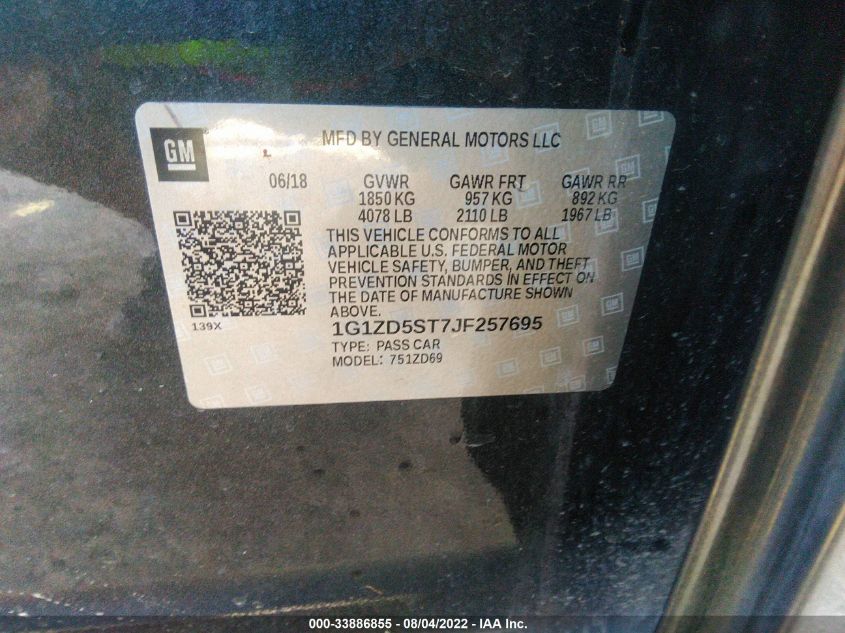 GM
MFD BY GENERAL MOTORS LLC
06/18 GVWR GAWR FRT GAWR RR
1850 KG 957 KG 892 KG
4078 LB 2110 LB 1967 LB
THIS VEHICLE CONFORMS TO ALL
APPLICABLE U.S. FEDERAL MOTOR
VEHICLE SAFETY, BUMPER, AND THEFT
PREVENTION STANDARDS IN EFFECT ON
THE DATE OF MANUFACTURE SHOWN
ABOVE.
139X
1G1ZD5ST7JF257695
TYPE: PASS CAR
MODEL: 751ZD69
000-33886855 - 08/04/2022 - IAA Inc.